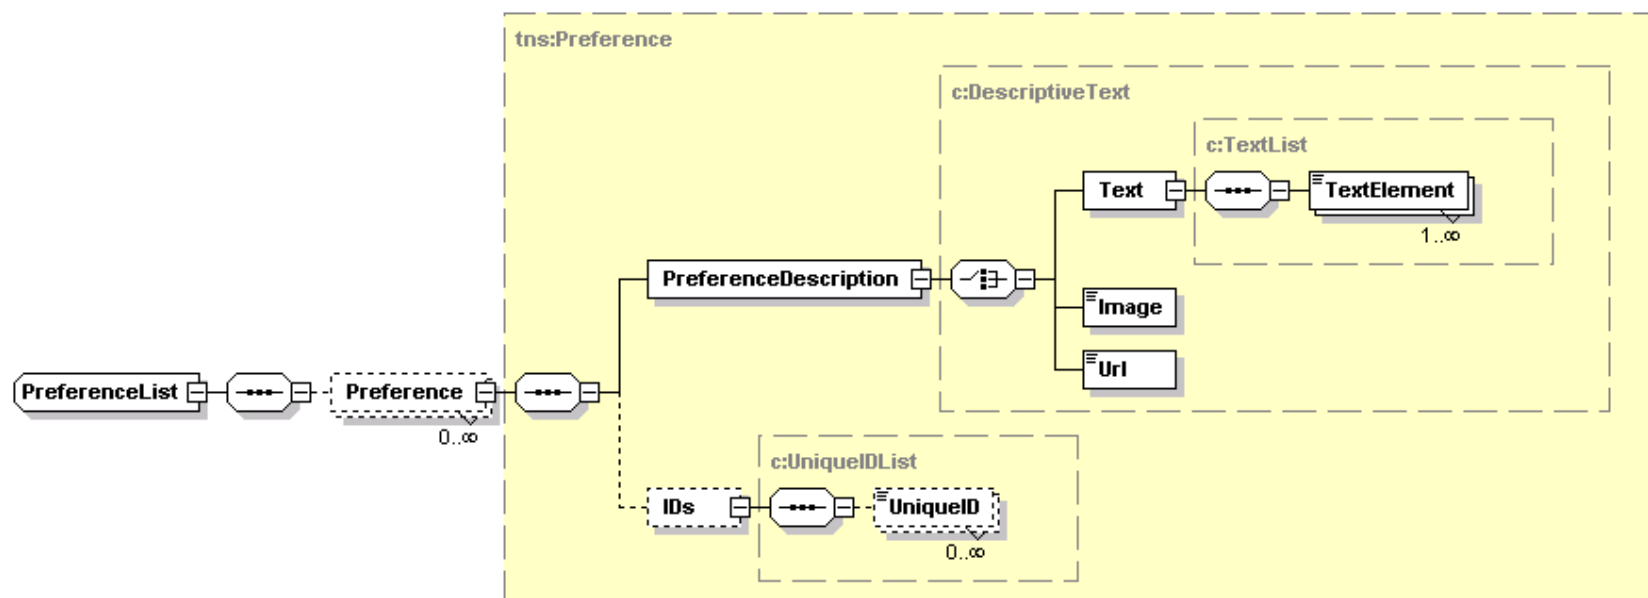 tns:Preference
c:DescriptiveText
c:TextList
Text
TextElement
1..∞
PreferenceDescription
Image
Url
PreferenceList
Preference
0..∞
c:UniqueIDList
IDs
UniqueID
0..∞